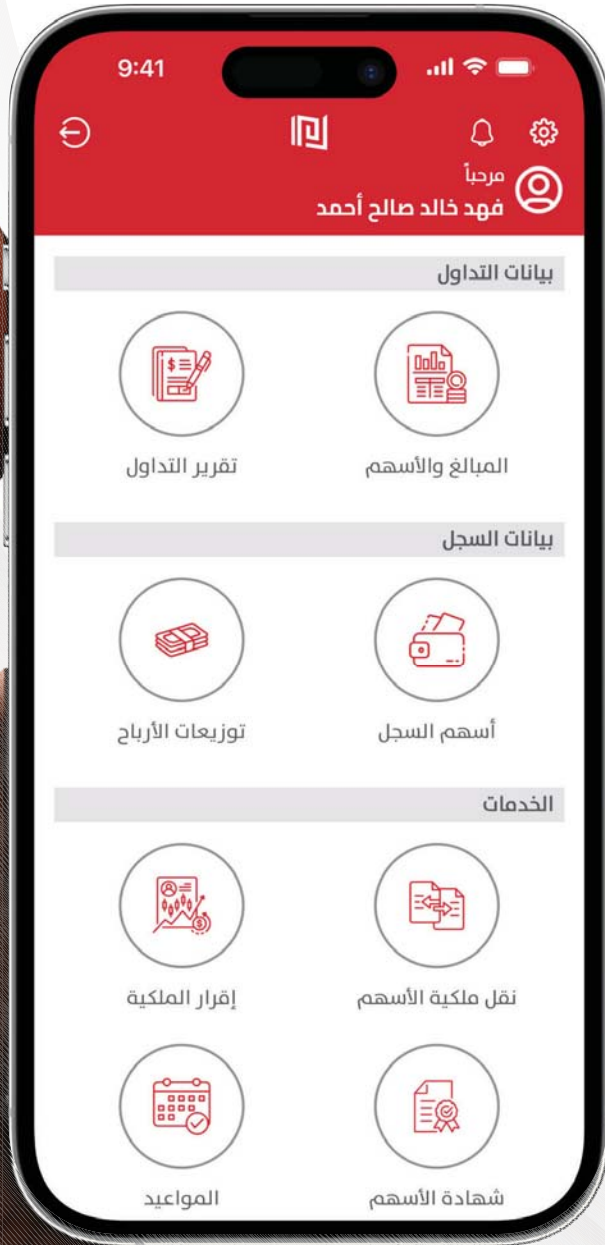 9:41
مرحباً
فهد خالد صالح أحمد
بيانات التداول
المبالغ والأسهم
تقرير التداول
بيانات السجل
أسهم السجل
توزيعات الأرباح
الخدمات
نقل ملكية الأسهم
إقرار الملكية
شهادة الأسهم
المواعيد